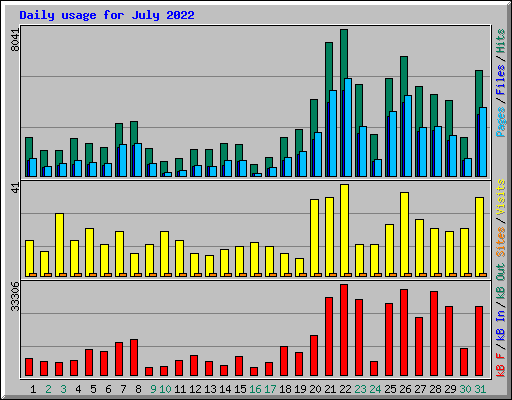 Daily usage for July 2022
8041
Pages / Files / Hits
41
Sites / Visits
33306
kB F / kB In / kB Out
1 2 3 4 5 6 7 8 9 10 11 12 13 14 15 16 17 18 19 20 21 22 23 24 25 26 27 28 29 30 31